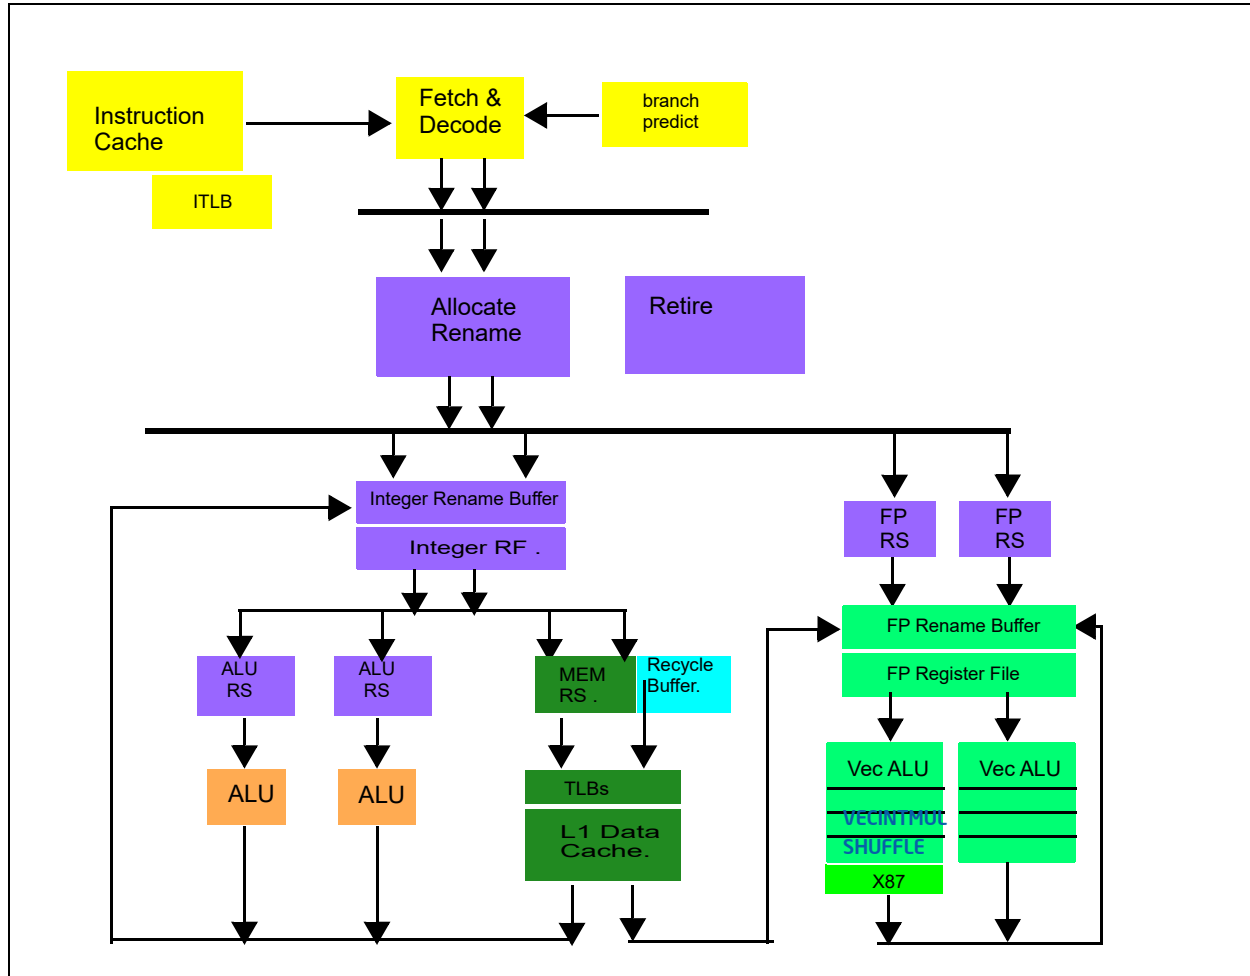 Instruction
Cache
Fetch &
Decode
branch
predict
ITLB
Allocate
Rename
Retire
Integer Rename Buffer
Integer RF .
FP
RS
FP
RS
FP Rename Buffer
FP Register File
ALU
RS
ALU
RS
MEM
RS .
Recycle
Buffer.
ALU
ALU
TLBs
L1 Data
Cache.
Vec ALU
VECINTMUL
SHUFFLE
X87
Vec ALU